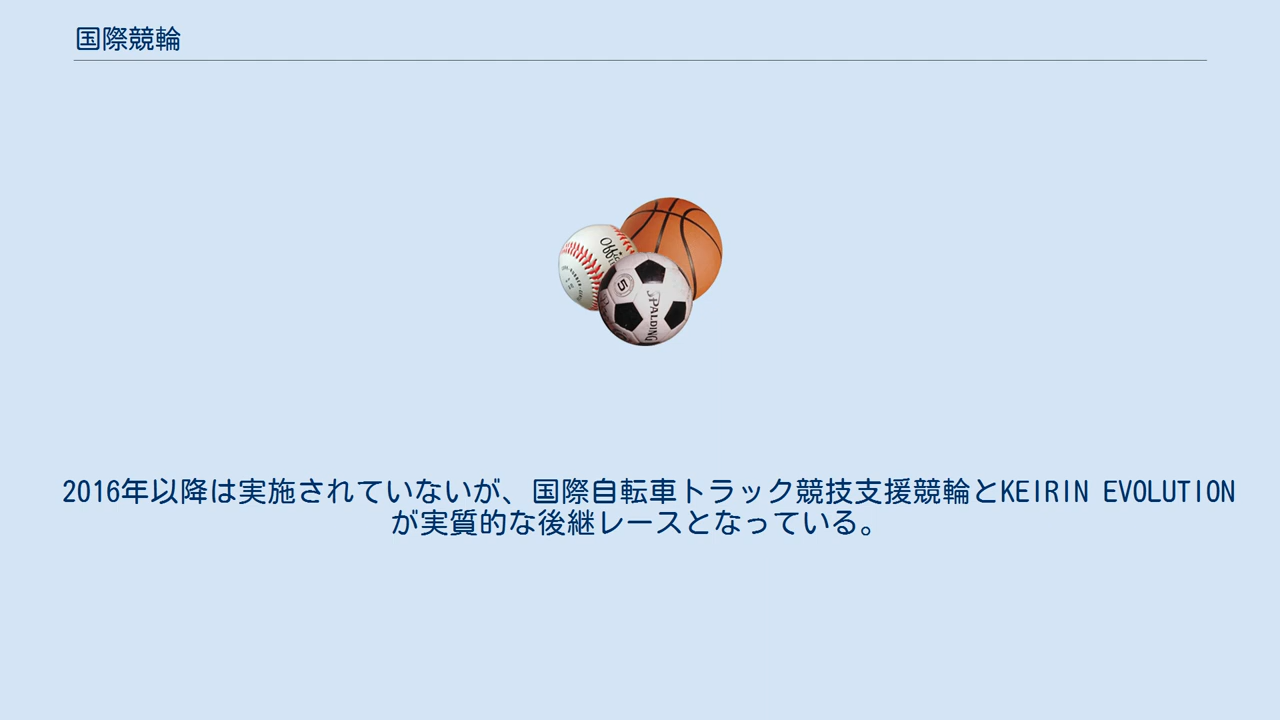 国際競輪
Offici
5
SPALDING
2016年以降は実施されていないが、国際自転車トラック競技支援競輪とKEIRIN EVOLUTION
が実質的な後継レースとなっている。